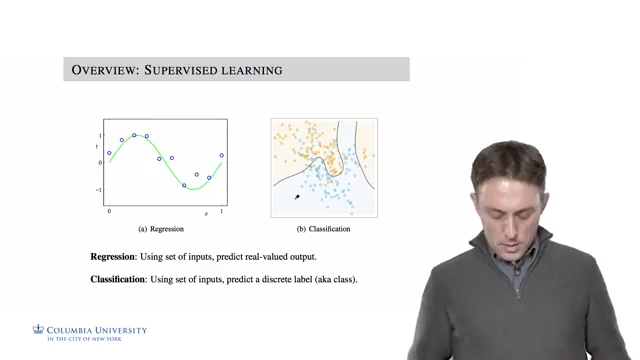 OVERVIEW: SUPERVISED LEARNING
1
t
0
−1
0
1
(a) Regression
(b) Classification
Regression: Using set of inputs, predict real-valued output.
Classification: Using set of inputs, predict a discrete label (aka class).
COLUMBIA UNIVERSITY
IN THE CITY OF NEW YORK